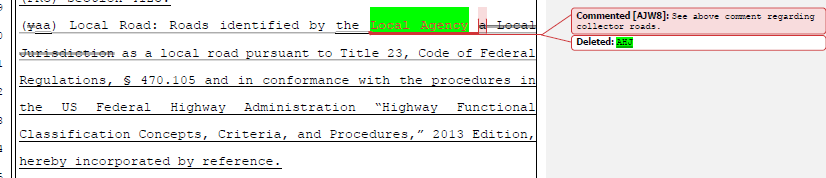 (yaa) Local Road: Roads identified by the Local Agency a Local
Jurisdiction as a local road pursuant to Title 23, Code of Federal
Regulations, § 470.105 and in conformance with the procedures in
the US Federal Highway Administration “Highway Functional
Classification Concepts, Criteria, and Procedures,” 2013 Edition,
hereby incorporated by reference.
Commented [AJW8]: See above comment regarding
collector roads.
Deleted: AHJ